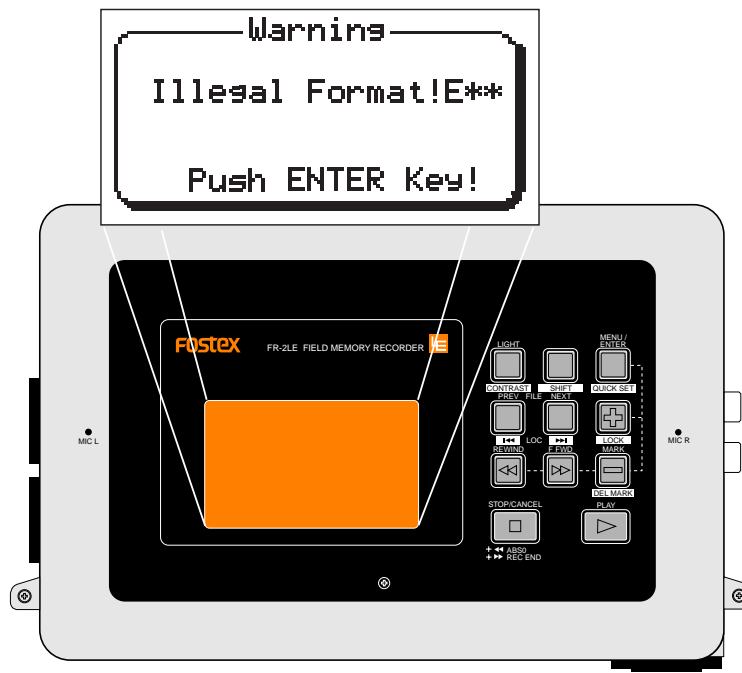 Warning
Illegal Format!E**
Push ENTER Key!
Fostex
FR-2LE FIELD MEMORY RECORDER
LE
LIGHT
MENU /
ENTER
CONTRAST
SHIFT
QUICK SET
PREV FILE NEXT
LOC
LOCK
REWIND
F FWD
MARK
DEL MARK
STOP/CANCEL
PLAY
+ ABS0
+ REC END
MIC L
MIC R